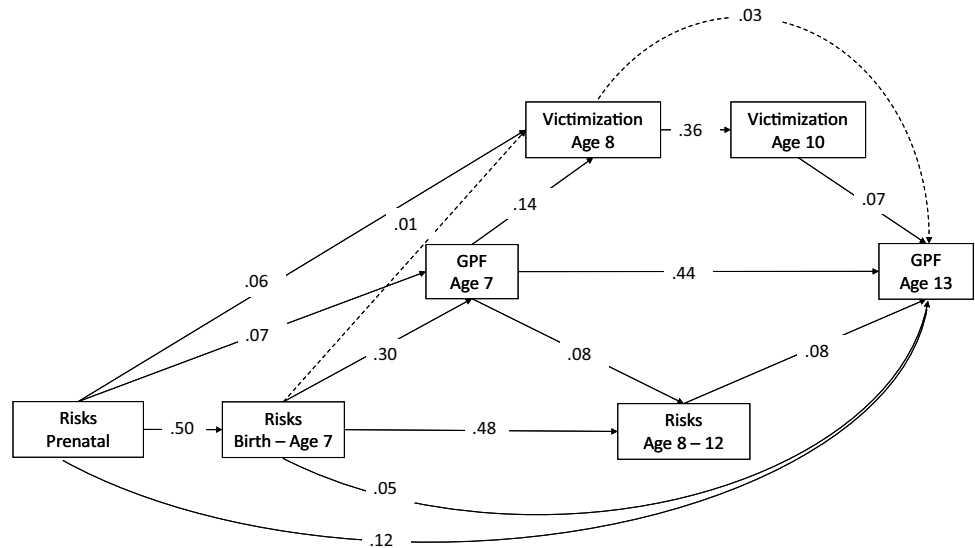 .03
Victimization
Age 8
.36
Victimization
Age 10
.14
.07
.01
GPF
Age 7
.44
GPF
Age 13
.06
.07
.30
.08
.08
Risks
Prenatal
.50
Risks
Birth – Age 7
.48
Risks
Age 8 – 12
.05
.12